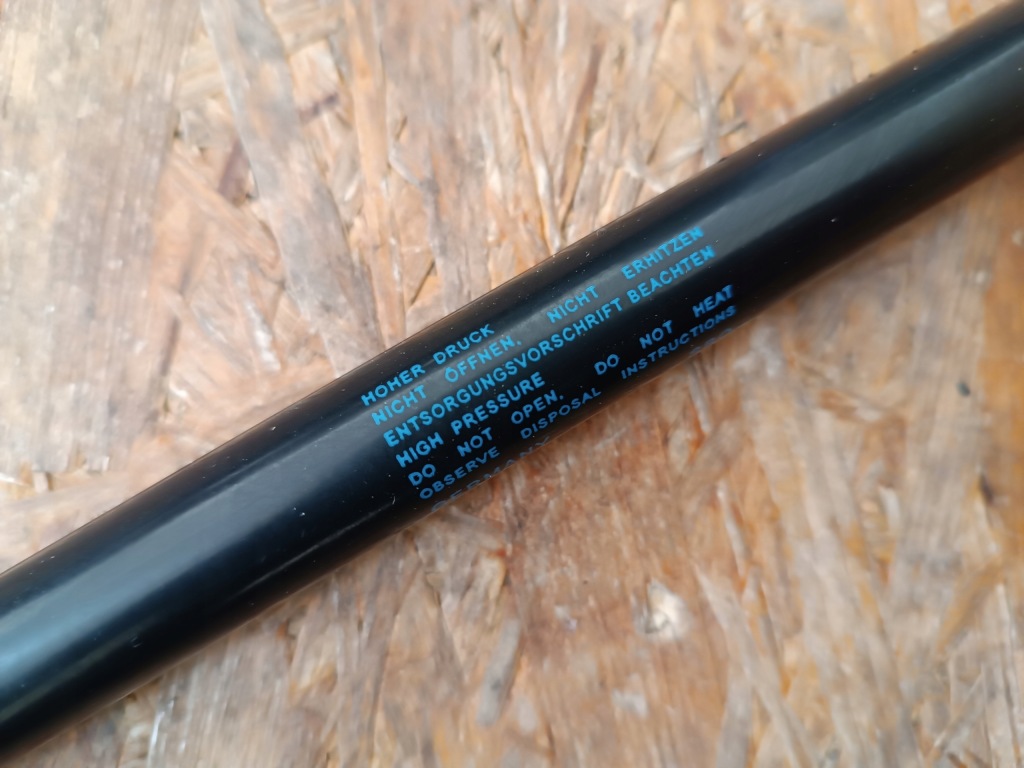 HOHER DRUCK
NICHT ÖFFNEN, NICHT ERHITZEN
ENTSORGUNGSVORSCHRIFT BEACHTEN
HIGH PRESSURE
DO NOT OPEN, DO NOT HEAT
OBSERVE DISPOSAL INSTRUCTIONS
GERMANY